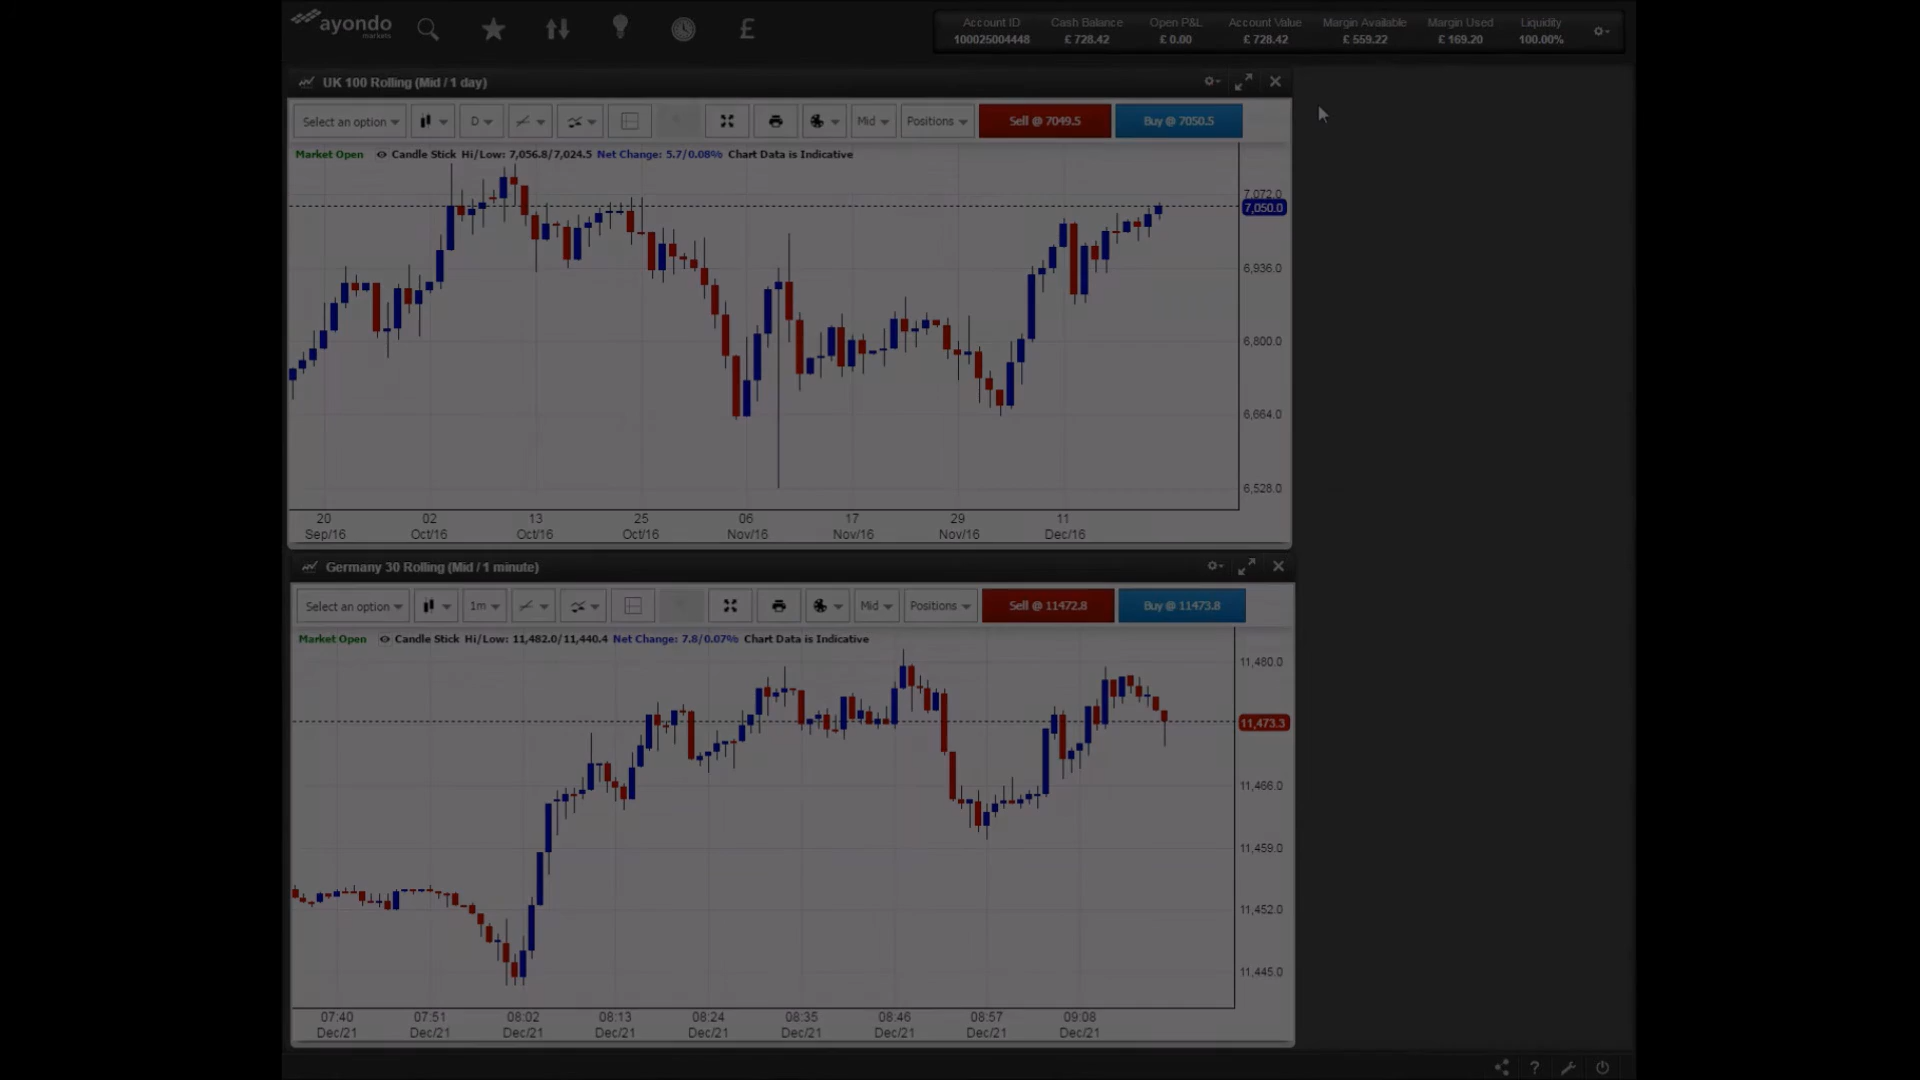 ayondo
markets
Account ID Cash Balance Open P&L Account Value Margin Available Margin Used Liquidity
100025004448 £ 728.42 £ 0.00 £ 728.42 £ 559.22 £ 169.20 100.00%
UK 100 Rolling (Mid / 1 day)
Select an option D Mid Positions Sell @ 7049.5 Buy @ 7050.5
Market Open Candle Stick Hi/Low: 7,056.8/7,024.5 Net Change: 5.7/0.08% Chart Data is Indicative
7,072.0
7,050.0
6,936.0
6,800.0
6,664.0
6,528.0
20 02 13 25 06 17 29 11
Sep/16 Oct/16 Oct/16 Oct/16 Nov/16 Nov/16 Nov/16 Dec/16
Germany 30 Rolling (Mid / 1 minute)
Select an option 1m Mid Positions Sell @ 11472.8 Buy @ 11473.8
Market Open Candle Stick Hi/Low: 11,482.0/11,440.4 Net Change: 7.8/0.07% Chart Data is Indicative
11,480.0
11,473.3
11,466.0
11,459.0
11,452.0
11,445.0
07:40 07:51 08:02 08:13 08:24 08:35 08:46 08:57 09:08
Dec/21 Dec/21 Dec/21 Dec/21 Dec/21 Dec/21 Dec/21 Dec/21 Dec/21